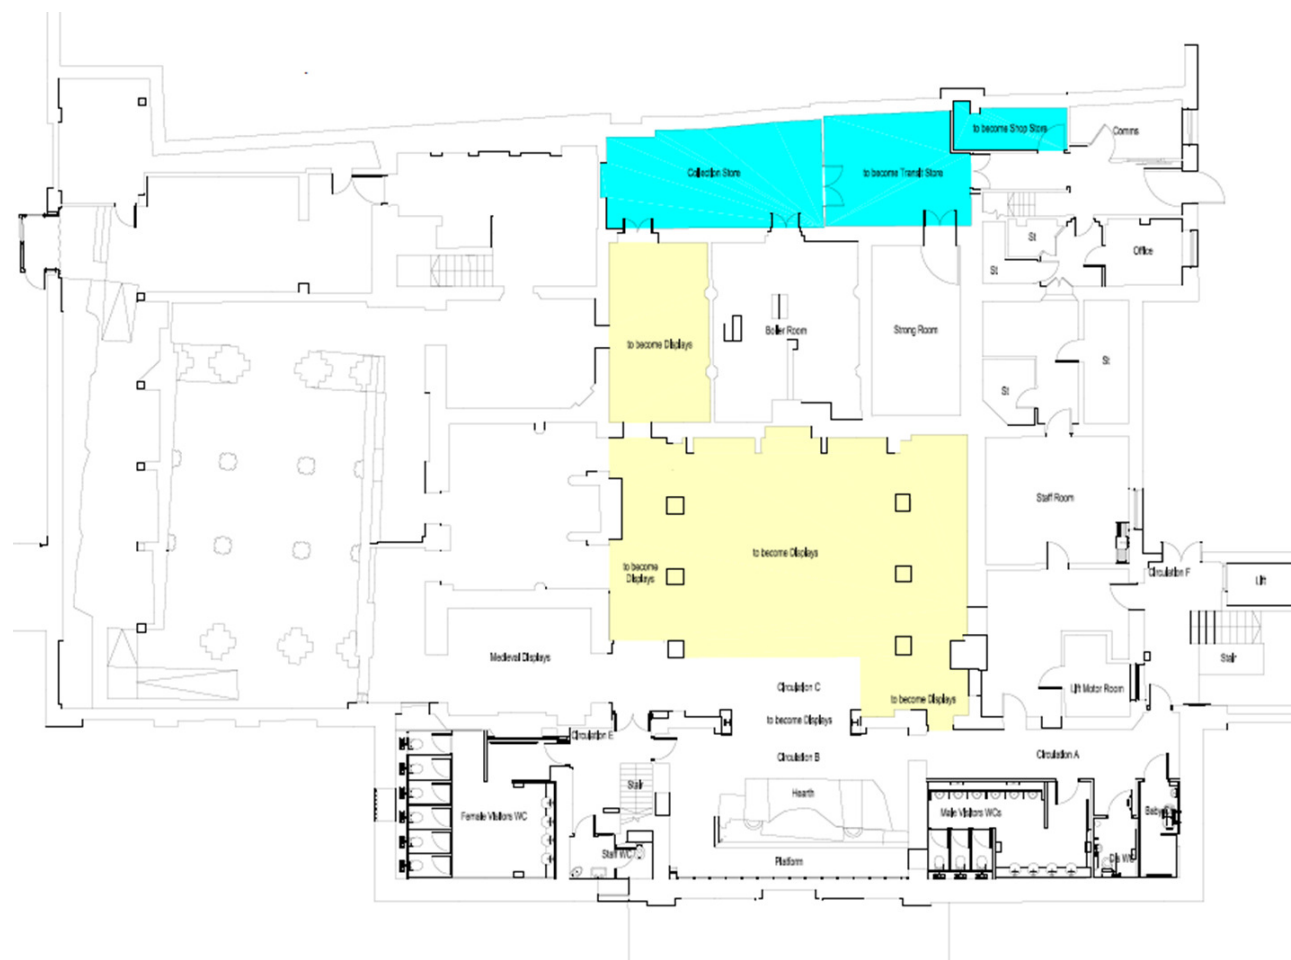 to become Shop Store
Comms
Collection Store
to become Transit Store
St
Office
St
to become Displays
Boiler Room
Strong Room
St
St
Staff Room
to become Displays
to become
Displays
Circulation F
Lift
Medieval Displays
Stair
Circulation C
Lift Motor Room
to become Displays
to become Displays
Circulation E
Circulation B
Circulation A
Stair
Hearth
Female Visitors WC
Male Visitors WCs
Baby
Staff WC
Dis WC
Platform